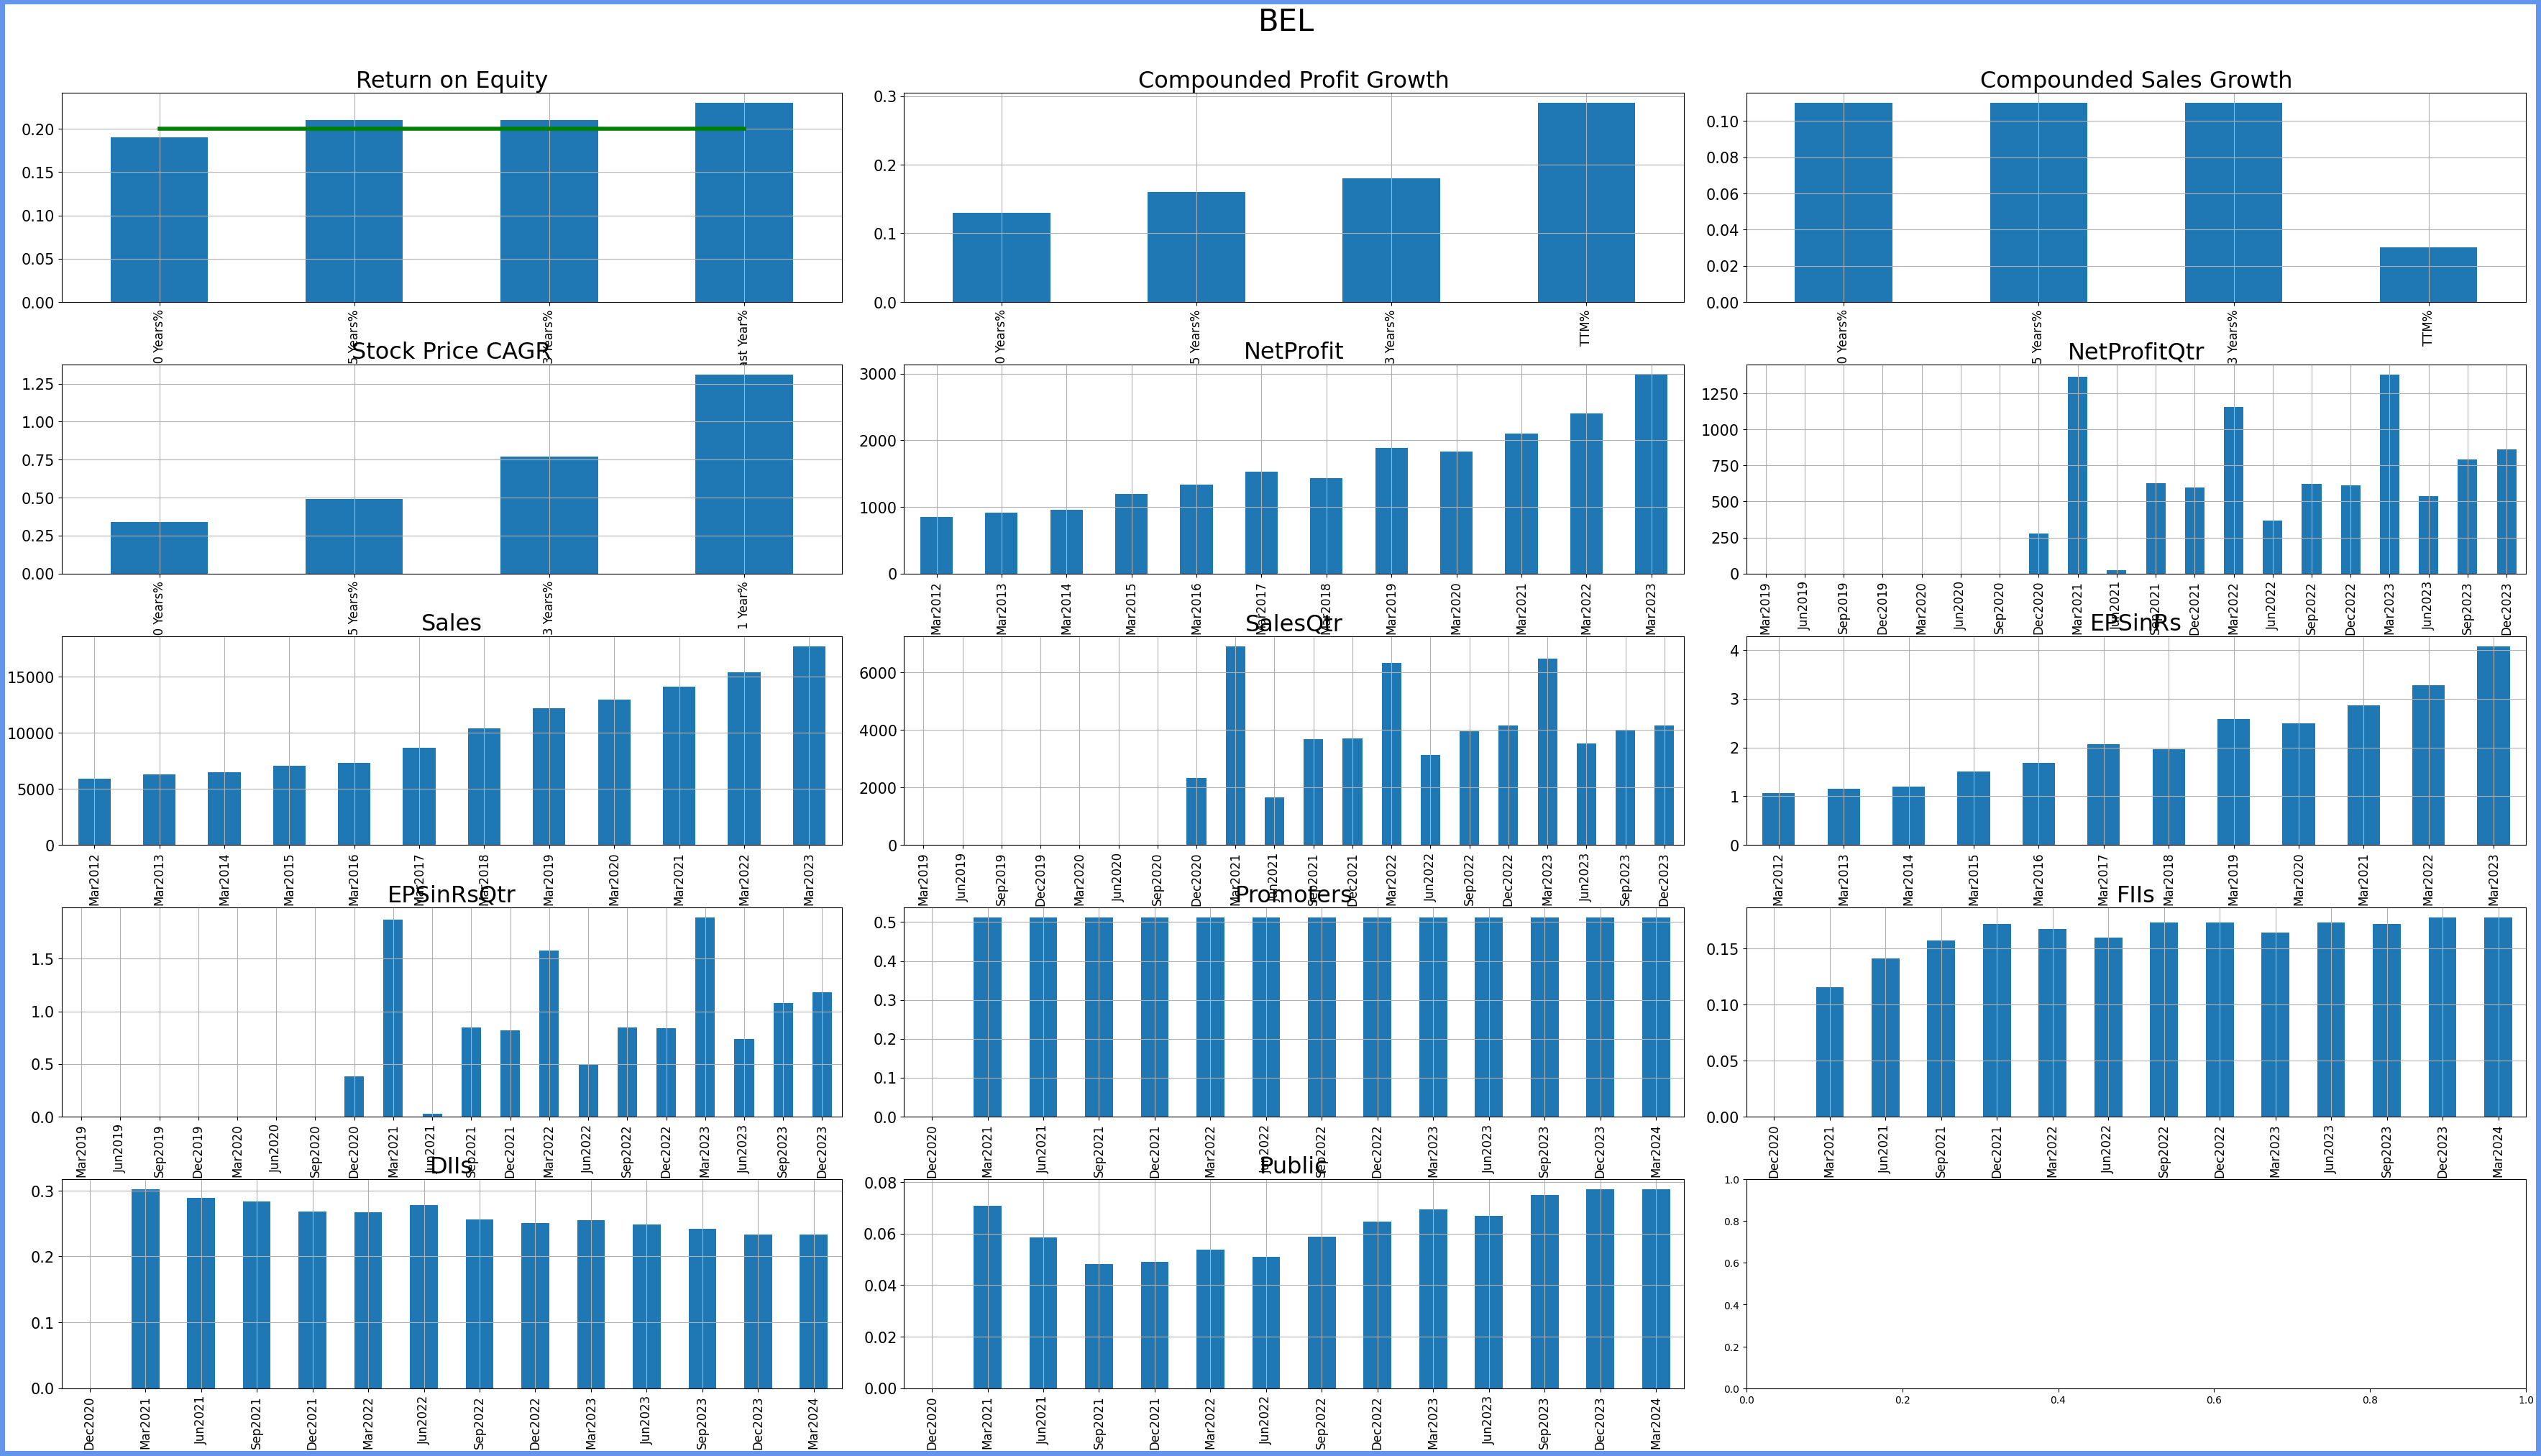 BEL
Return on Equity
0.20
0.15
0.10
0.05
0.00
0 Years%
5 Years%
3 Years%
ast Year%
Compounded Profit Growth
0.3
0.2
0.1
0.0
0 Years%
5 Years%
3 Years%
TTM%
Compounded Sales Growth
0.10
0.08
0.06
0.04
0.02
0.00
0 Years%
5 Years%
3 Years%
TTM%
Stock Price CAGR
1.25
1.00
0.75
0.50
0.25
0.00
0 Years%
5 Years%
3 Years%
1 Year%
NetProfit
3000
2000
1000
0
Mar2012
Mar2013
Mar2014
Mar2015
Mar2016
Mar2017
Mar2018
Mar2019
Mar2020
Mar2021
Mar2022
Mar2023
NetProfitQtr
1250
1000
750
500
250
0
Mar2019
Jun2019
Sep2019
Dec2019
Mar2020
Jun2020
Sep2020
Dec2020
Mar2021
Jun2021
Sep2021
Dec2021
Mar2022
Jun2022
Sep2022
Dec2022
Mar2023
Jun2023
Sep2023
Dec2023
Sales
15000
10000
5000
0
Mar2012
Mar2013
Mar2014
Mar2015
Mar2016
Mar2017
Mar2018
Mar2019
Mar2020
Mar2021
Mar2022
Mar2023
SalesQtr
6000
4000
2000
0
Mar2019
Jun2019
Sep2019
Dec2019
Mar2020
Jun2020
Sep2020
Dec2020
Mar2021
Jun2021
Sep2021
Dec2021
Mar2022
Jun2022
Sep2022
Dec2022
Mar2023
Jun2023
Sep2023
Dec2023
EPSinRs
4
3
2
1
0
Mar2012
Mar2013
Mar2014
Mar2015
Mar2016
Mar2017
Mar2018
Mar2019
Mar2020
Mar2021
Mar2022
Mar2023
EPSinRsQtr
1.5
1.0
0.5
0.0
Mar2019
Jun2019
Sep2019
Dec2019
Mar2020
Jun2020
Sep2020
Dec2020
Mar2021
Jun2021
Sep2021
Dec2021
Mar2022
Jun2022
Sep2022
Dec2022
Mar2023
Jun2023
Sep2023
Dec2023
Promoters
0.5
0.4
0.3
0.2
0.1
0.0
Dec2020
Mar2021
Jun2021
Sep2021
Dec2021
Mar2022
Jun2022
Sep2022
Dec2022
Mar2023
Jun2023
Sep2023
Dec2023
Mar2024
FIIs
0.15
0.10
0.05
0.00
Dec2020
Mar2021
Jun2021
Sep2021
Dec2021
Mar2022
Jun2022
Sep2022
Dec2022
Mar2023
Jun2023
Sep2023
Dec2023
Mar2024
DIIs
0.3
0.2
0.1
0.0
Dec2020
Mar2021
Jun2021
Sep2021
Dec2021
Mar2022
Jun2022
Sep2022
Dec2022
Mar2023
Jun2023
Sep2023
Dec2023
Mar2024
Public
0.08
0.06
0.04
0.02
0.00
Dec2020
Mar2021
Jun2021
Sep2021
Dec2021
Mar2022
Jun2022
Sep2022
Dec2022
Mar2023
Jun2023
Sep2023
Dec2023
Mar2024
1.0
0.8
0.6
0.4
0.2
0.0
0.0 0.2 0.4 0.6 0.8 1.0